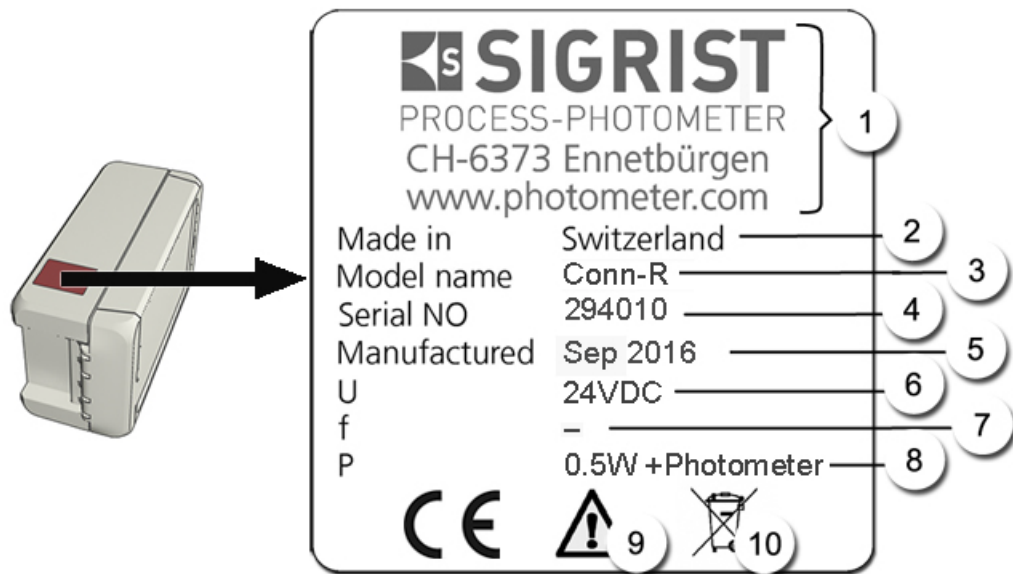 S SIGRIST
PROCESS-PHOTOMETER
CH-6373 Ennetbürgen
www.photometer.com
1
Made in Switzerland 2
Model name Conn-R 3
Serial NO 294010 4
Manufactured Sep 2016 5
U 24VDC 6
f – 7
P 0.5W +Photometer 8
CE 9 10